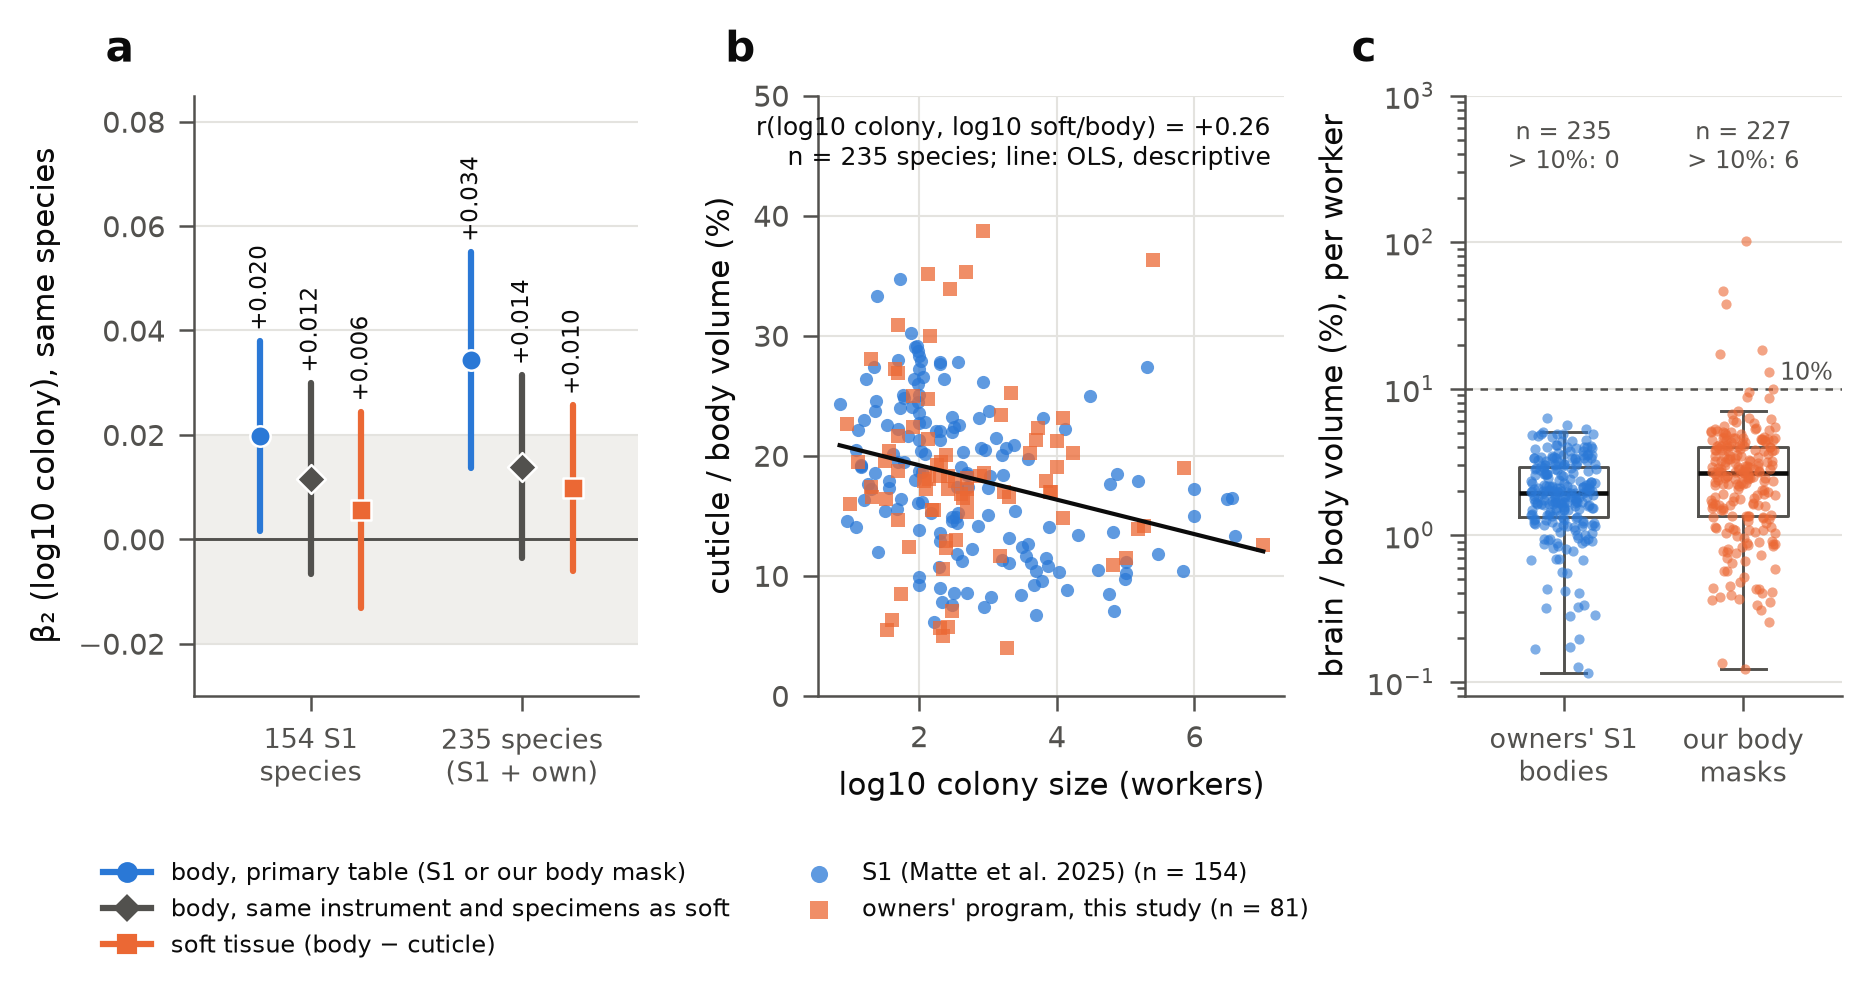 a
β₂ (log10 colony), same species
0.08
0.06
0.04
0.02
0.00
−0.02
+0.020
+0.012
+0.006
+0.034
+0.014
+0.010
154 S1
species
235 species
(S1 + own)
body, primary table (S1 or our body mask)
body, same instrument and specimens as soft
soft tissue (body − cuticle)
b
cuticle / body volume (%)
50
40
30
20
10
0
r(log10 colony, log10 soft/body) = +0.26
n = 235 species; line: OLS, descriptive
2
4
6
log10 colony size (workers)
S1 (Matte et al. 2025) (n = 154)
owners' program, this study (n = 81)
c
brain / body volume (%), per worker
10³
10²
10¹
10⁰
10⁻¹
n = 235
> 10%: 0
n = 227
> 10%: 6
10%
owners' S1
bodies
our body
masks